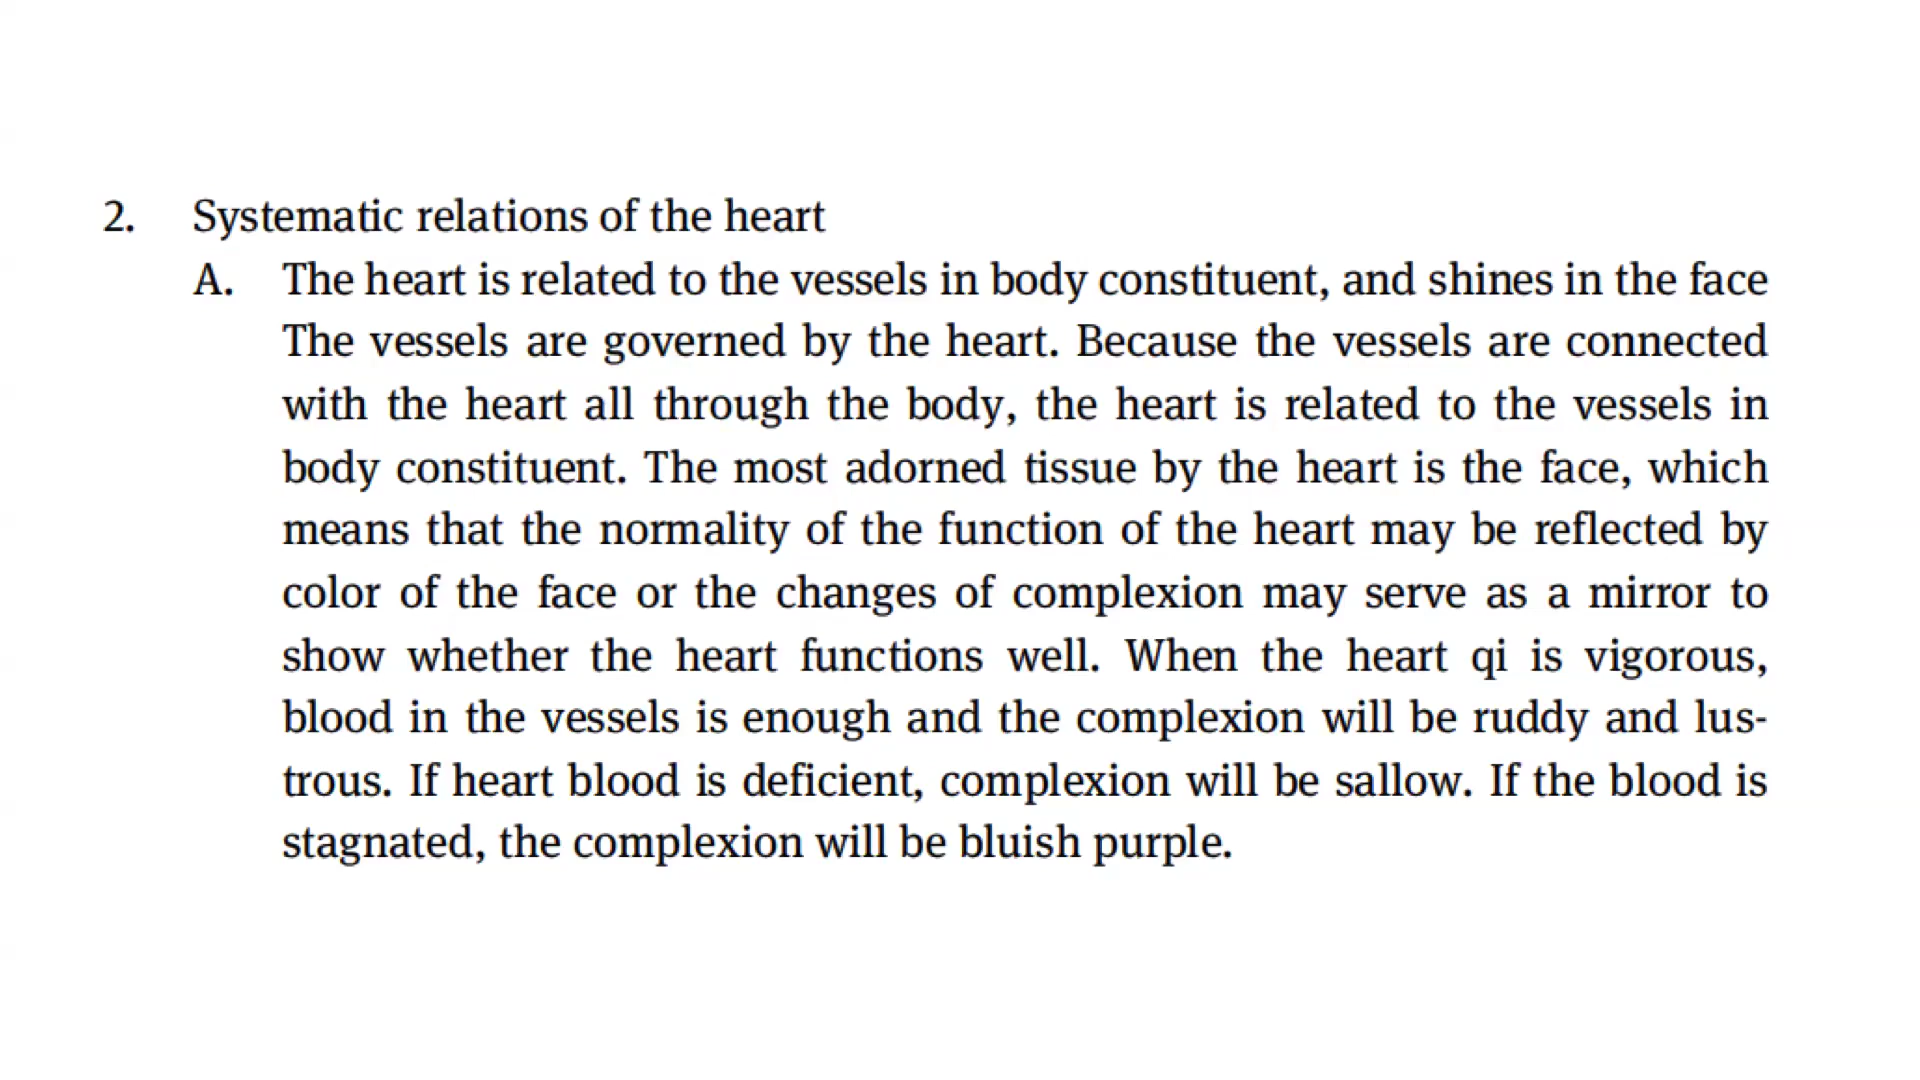 2. Systematic relations of the heart
A. The heart is related to the vessels in body constituent, and shines in the face
The vessels are governed by the heart. Because the vessels are connected
with the heart all through the body, the heart is related to the vessels in
body constituent. The most adorned tissue by the heart is the face, which
means that the normality of the function of the heart may be reflected by
color of the face or the changes of complexion may serve as a mirror to
show whether the heart functions well. When the heart qi is vigorous,
blood in the vessels is enough and the complexion will be ruddy and lus-
trous. If heart blood is deficient, complexion will be sallow. If the blood is
stagnated, the complexion will be bluish purple.